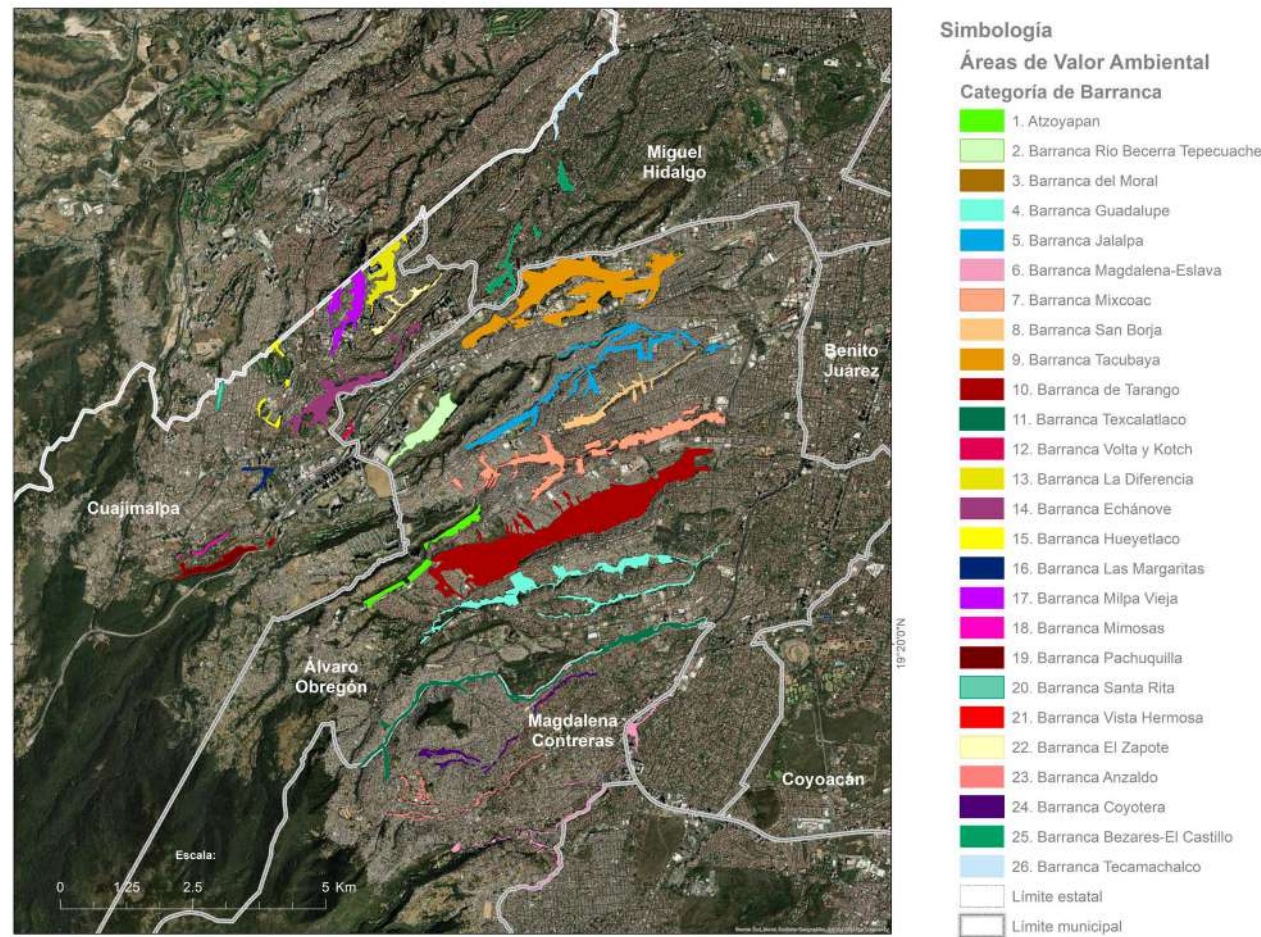 Simbología
Áreas de Valor Ambiental
Categoría de Barranca
1. Atzoyapan
2. Barranca Rio Becerra Tepecuache
3. Barranca del Moral
4. Barranca Guadalupe
5. Barranca Jalalpa
6. Barranca Magdalena-Eslava
7. Barranca Mixcoac
8. Barranca San Borja
9. Barranca Tacubaya
10. Barranca de Tarango
11. Barranca Texcalatlaco
12. Barranca Volta y Kotch
13. Barranca La Diferencia
14. Barranca Echánove
15. Barranca Hueyetlaco
16. Barranca Las Margaritas
17. Barranca Milpa Vieja
18. Barranca Mimosas
19. Barranca Pachuquilla
20. Barranca Santa Rita
21. Barranca Vista Hermosa
22. Barranca El Zapote
23. Barranca Anzaldo
24. Barranca Coyotera
25. Barranca Bezares-El Castillo
26. Barranca Tecamachalco
Límite estatal
Límite municipal
Miguel
Hidalgo
Benito
Juárez
Cuajimalpa
Álvaro
Obregón
Magdalena
Contreras
Coyoacán
19°20'0"N
Escala:
0 1.25 2.5 5 Km